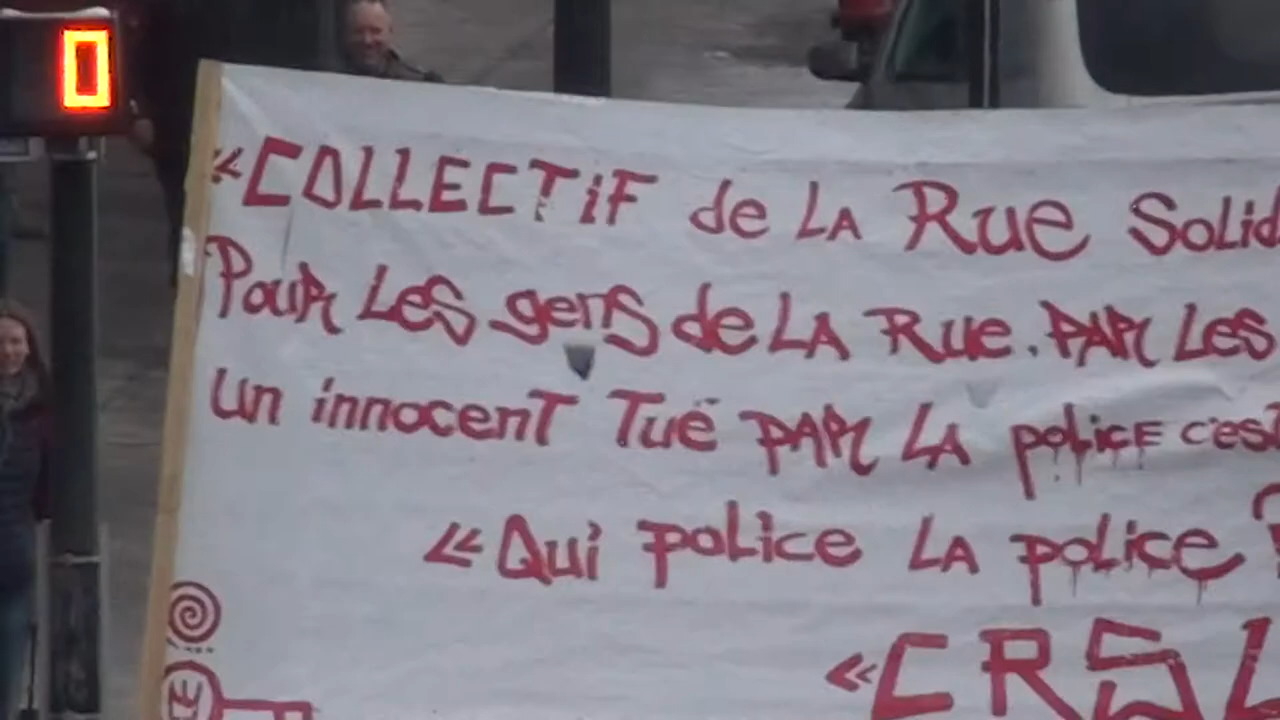 0
«COLLECTIF de LA Rue Solid
Pour Les gens de LA Rue. PAR Les
un innocenT Tué PAR LA policE c'est
«Qui police LA police ?
«CRSL